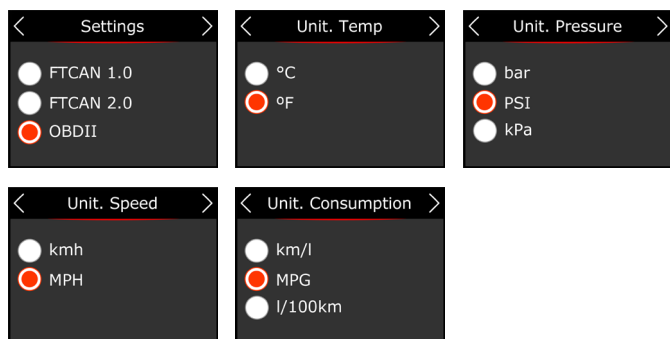 Settings
FTCAN 1.0
FTCAN 2.0
OBDII
Unit. Temp
°C
ºF
Unit. Pressure
bar
PSI
kPa
Unit. Speed
kmh
MPH
Unit. Consumption
km/l
MPG
l/100km